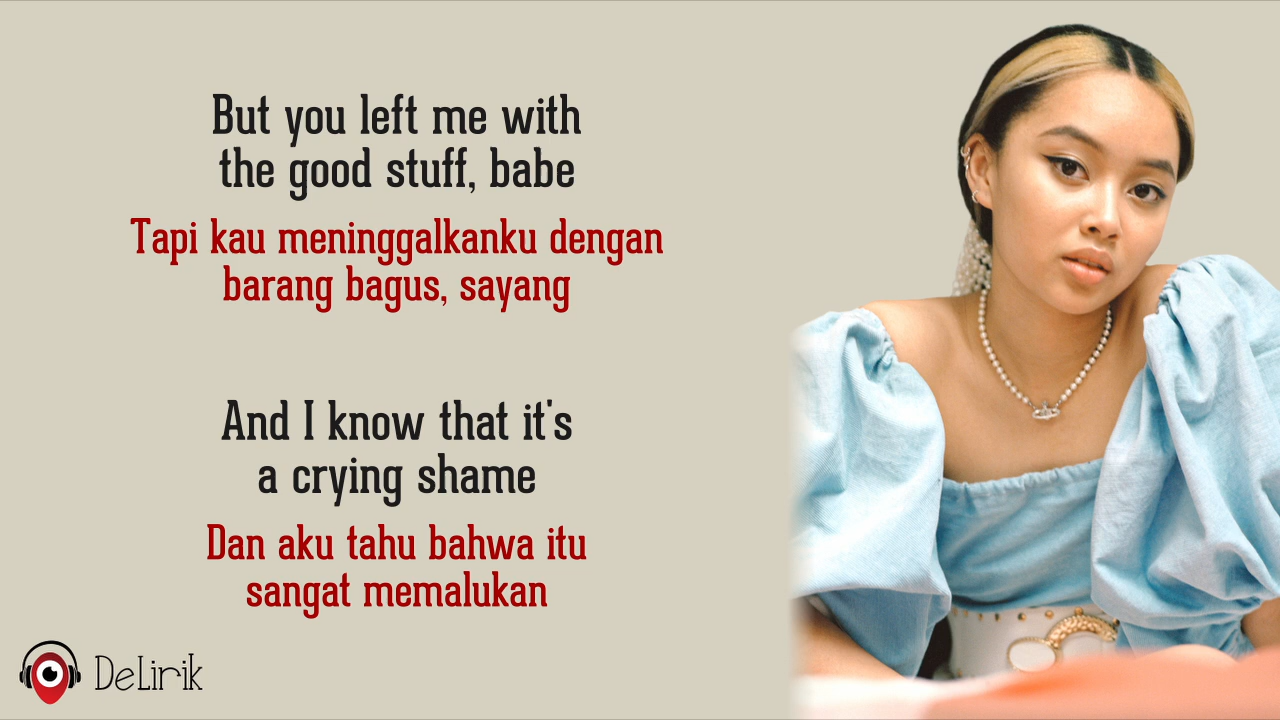 But you left me with
the good stuff, babe
Tapi kau meninggalkanku dengan
barang bagus, sayang
And I know that it's
a crying shame
Dan aku tahu bahwa itu
sangat memalukan
DeLirik